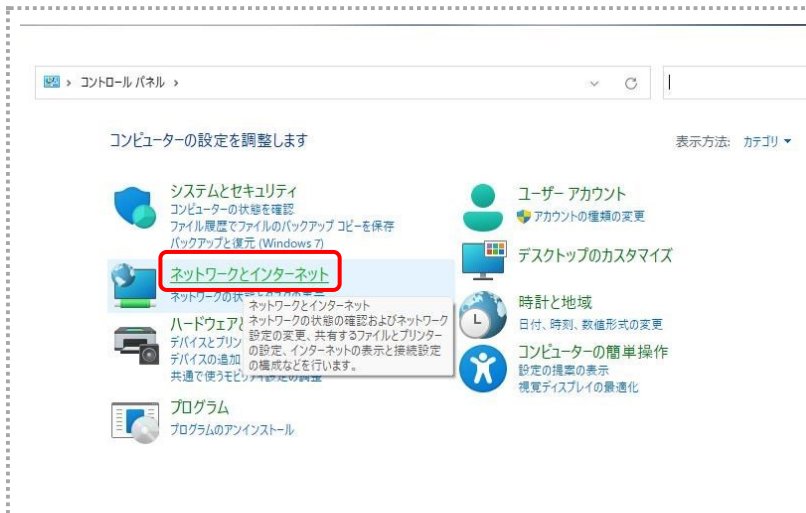 コントロール パネル
コンピューターの設定を調整します
表示方法: カテゴリ
システムとセキュリティ
コンピューターの状態を確認
ファイル履歴でファイルのバックアップ コピーを保存
バックアップと復元 (Windows 7)
ネットワークとインターネット
ネットワークの状
ネットワークとインターネット
ネットワークの状態の確認およびネットワーク
設定の変更、共有するファイルとプリンター
の設定、インターネットの表示と接続設定
の構成などを行います。
ハードウェアと
デバイスとプリン
デバイスの追加
共通で使うモビリティ設定の調整
プログラム
プログラムのアンインストール
ユーザー アカウント
アカウントの種類の変更
デスクトップのカスタマイズ
時計と地域
日付、時刻、数値形式の変更
コンピューターの簡単操作
設定の提案の表示
視覚ディスプレイの最適化